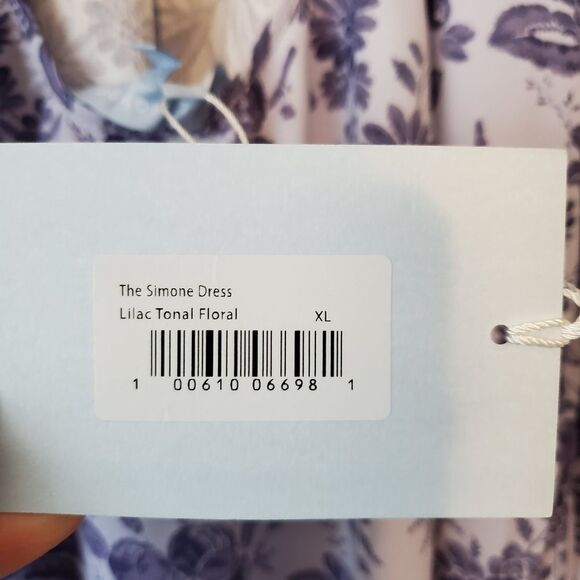 The Simone Dress
Lilac Tonal Floral XL
1 00610 06698 1